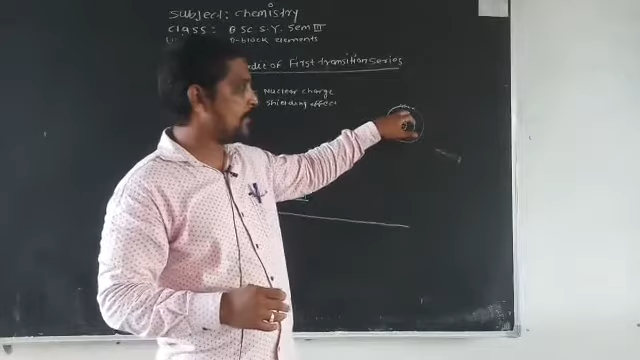 Subject: Chemistry
Class: B Sc S.Y. Sem III
D-block elements
of First transition Series
Nuclear charge
Shielding effect